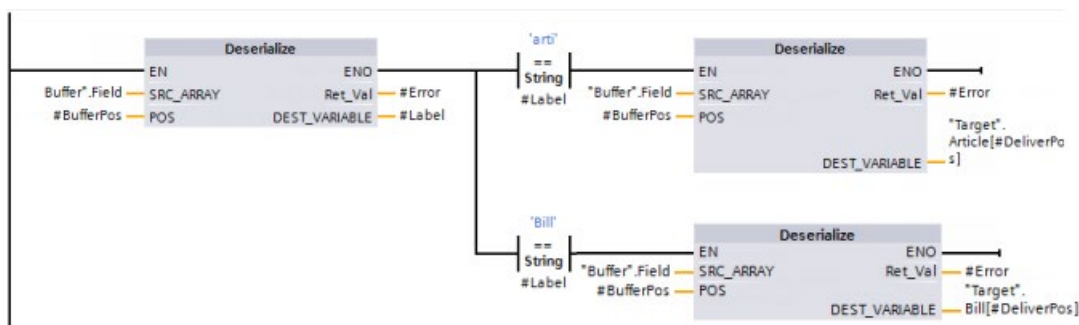 Deserialize
EN ENO
Buffer".Field SRC_ARRAY Ret_Val #Error
#BufferPos POS DEST_VARIABLE #Label
'arti'
==
String
#Label
Deserialize
EN ENO
"Buffer".Field SRC_ARRAY Ret_Val #Error
#BufferPos POS
"Target".
Article[#DeliverPo
DEST_VARIABLE s]
'Bill'
==
String
#Label
Deserialize
EN ENO
"Buffer".Field SRC_ARRAY Ret_Val #Error
#BufferPos POS
"Target".
DEST_VARIABLE Bill[#DeliverPos]